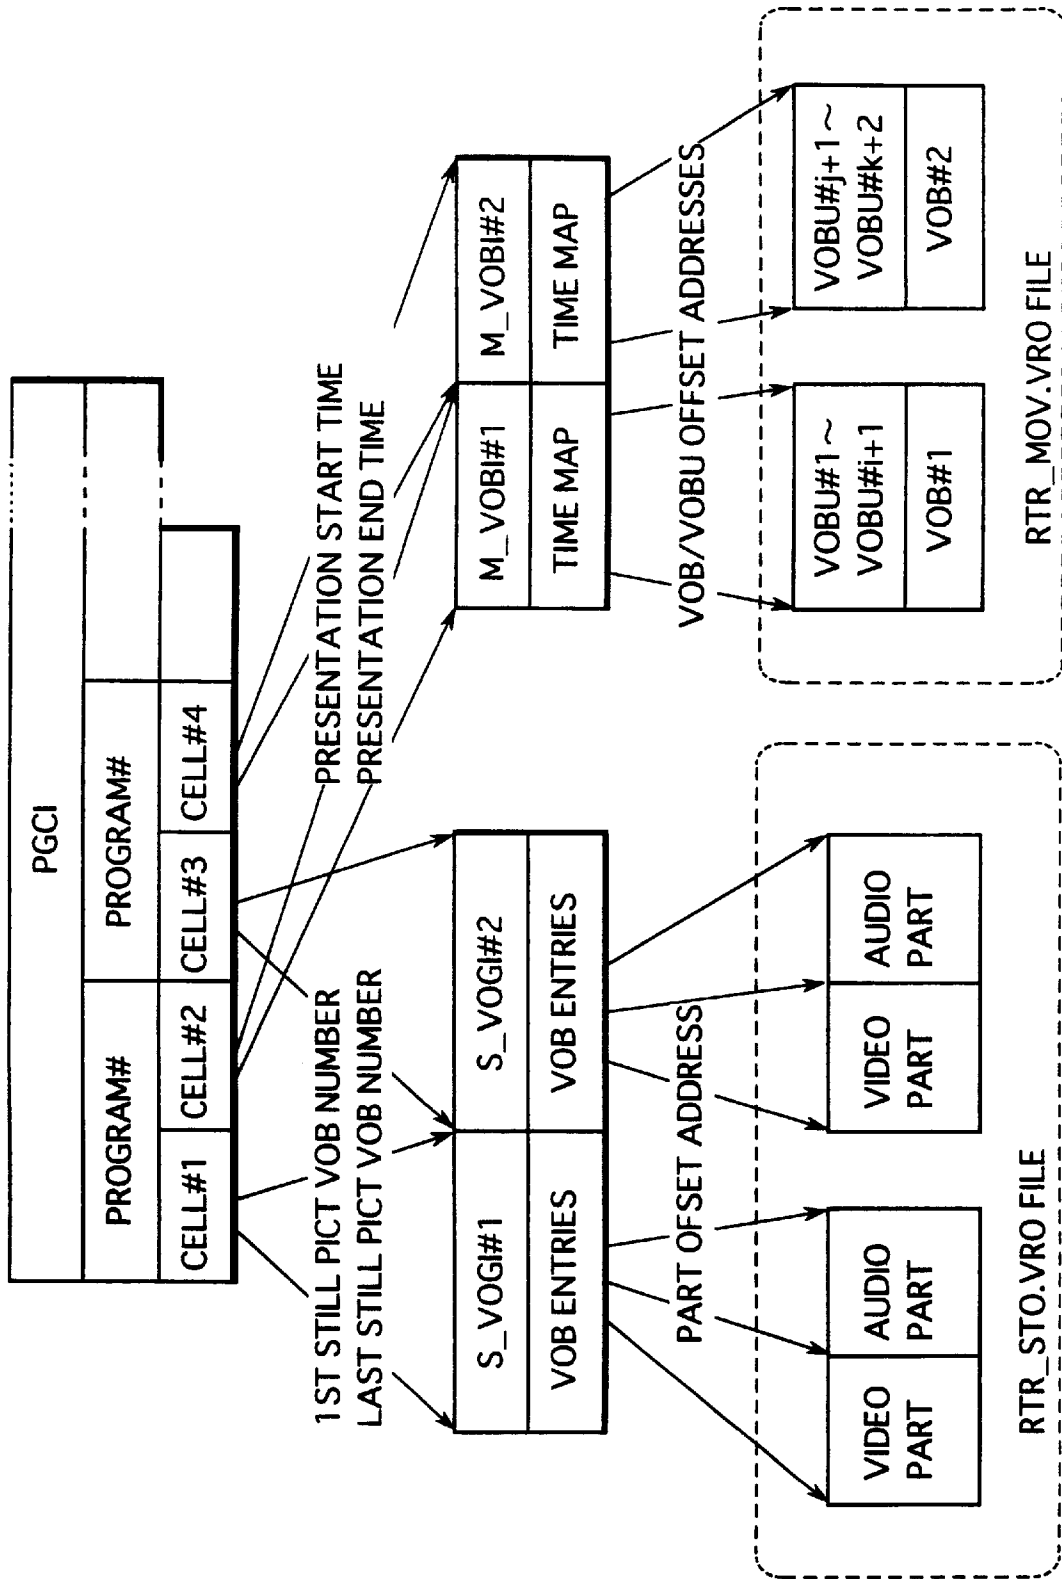 PGCI
PROGRAM#
PROGRAM#
CELL#1
CELL#2
CELL#3
CELL#4
1ST STILL PICT VOB NUMBER
LAST STILL PICT VOB NUMBER
PRESENTATION START TIME
PRESENTATION END TIME
S_VOGI#1
S_VOGI#2
VOB ENTRIES
VOB ENTRIES
M_VOBI#1
M_VOBI#2
TIME MAP
TIME MAP
PART OFSET ADDRESS
VOB/VOBU OFFSET ADDRESSES
VIDEO
PART
AUDIO
PART
VIDEO
PART
AUDIO
PART
VOBU#1~
VOBU#i+1
VOB#1
VOBU#j+1~
VOBU#k+2
VOB#2
RTR_STO.VRO FILE
RTR_MOV.VRO FILE